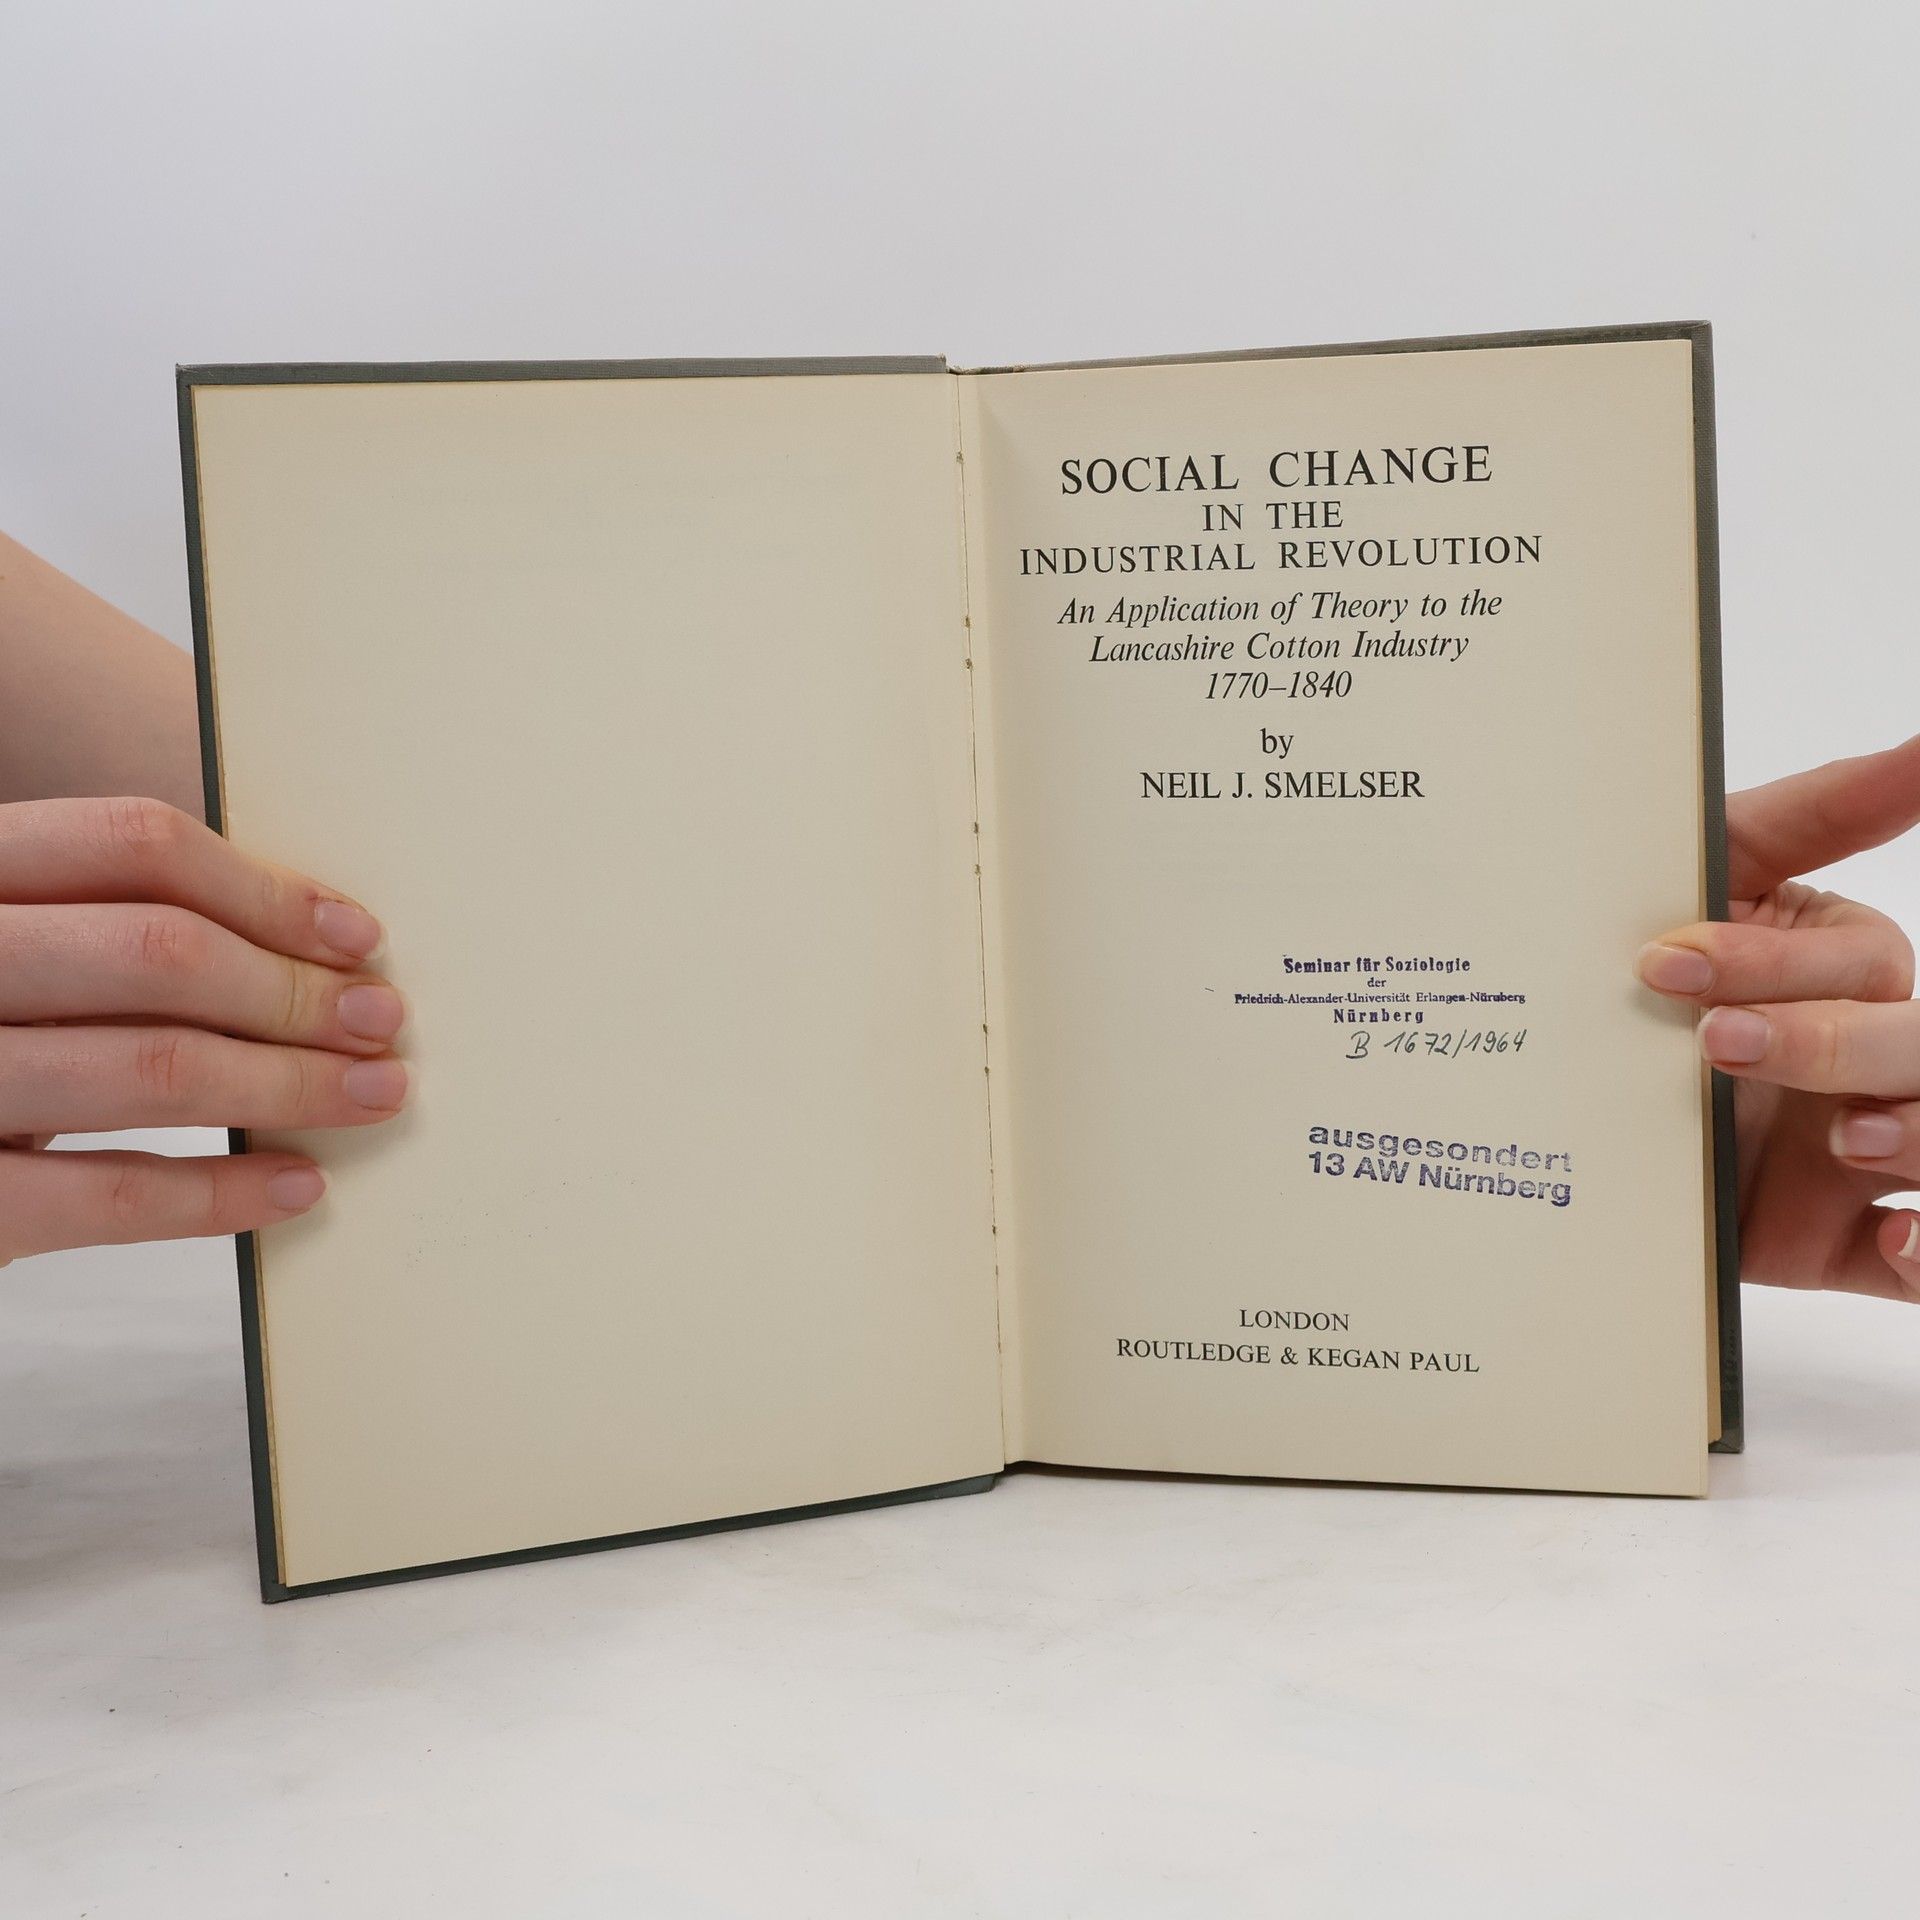 SOCIAL CHANGE
IN THE
INDUSTRIAL REVOLUTION
An Application of Theory to the
Lancashire Cotton Industry
1770–1840
by
NEIL J. SMELSER
Seminar für Soziologie
der
Friedrich-Alexander-Universität Erlangen-Nürnberg
Nürnberg
B 1672/1964
ausgesondert
13 AW Nürnberg
LONDON
ROUTLEDGE & KEGAN PAUL